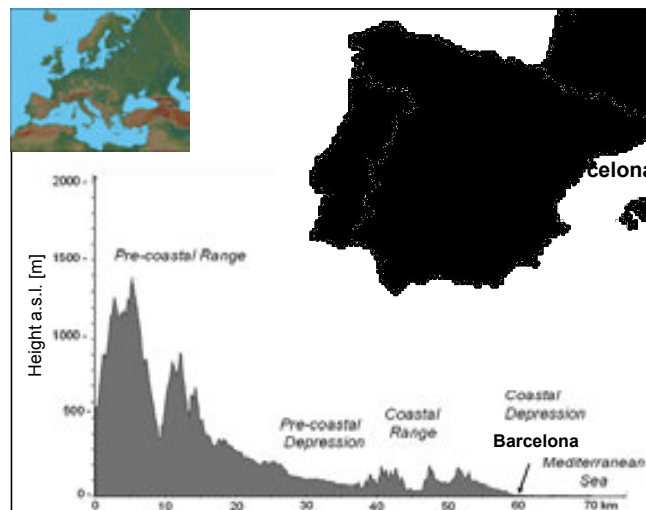 celona
2000
Pre-coastal Range
1500
Height a.s.l. [m]
1000
500
Pre-coastal
Depression
Coastal
Range
Coastal
Depression
Barcelona
Mediterranean
Sea
0
0 10 20 30 40 50 60 70 km